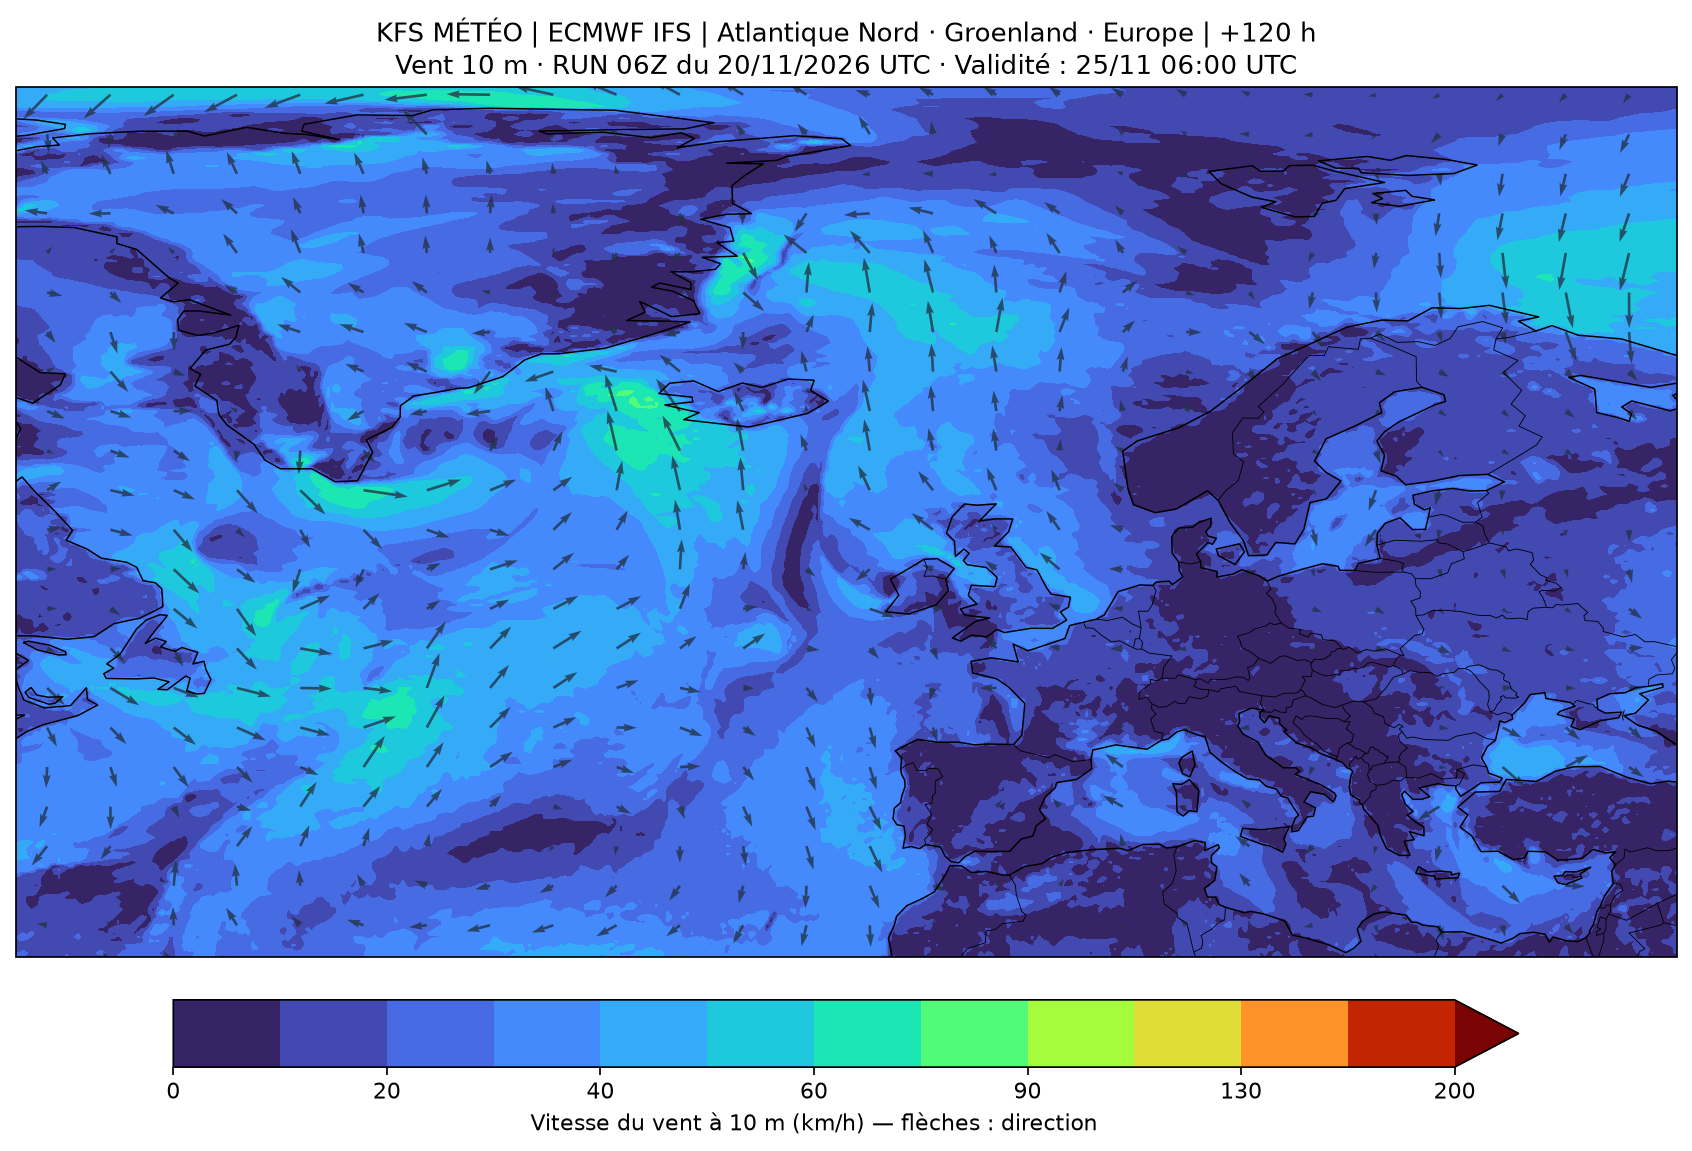 KFS MÉTÉO | ECMWF IFS | Atlantique Nord · Groenland · Europe | +120 h
Vent 10 m · RUN 06Z du 20/11/2026 UTC · Validité : 25/11 06:00 UTC
0 20 40 60 90 130 200
Vitesse du vent à 10 m (km/h) — flèches : direction